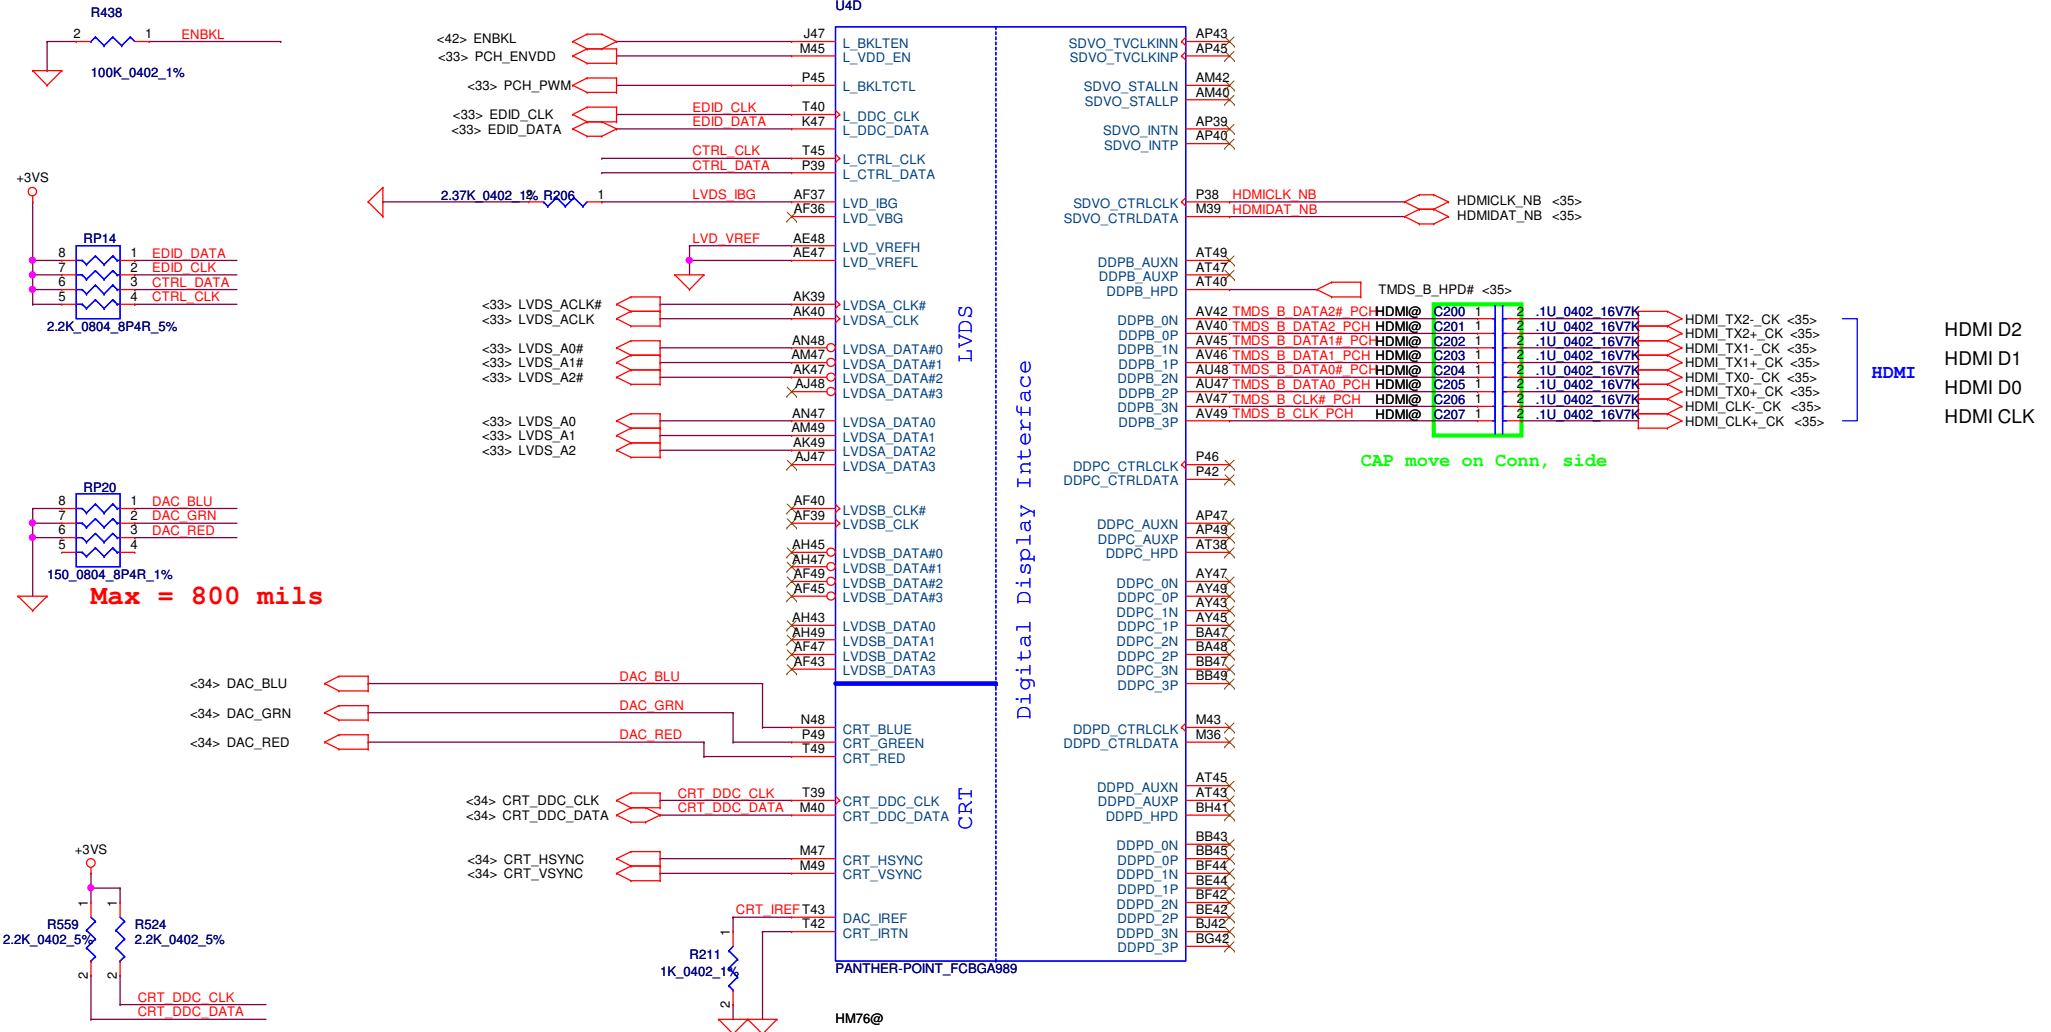 R438
2 1 ENBKL
100K_0402_1%
+3VS
RP14
8 1 EDID_DATA
7 2 EDID_CLK
6 3 CTRL_DATA
5 4 CTRL_CLK
2.2K_0804_8P4R_5%
RP20
8 1 DAC_BLU
7 2 DAC_GRN
6 3 DAC_RED
5 4
150_0804_8P4R_1%
Max = 800 mils
+3VS
1 1
R559 R524
2.2K_0402_5% 2.2K_0402_5%
2 2
CRT_DDC_CLK
CRT_DDC_DATA
U4D
<42> ENBKL J47 L_BKLTEN
<33> PCH_ENVDD M45 L_VDD_EN
<33> PCH_PWM P45 L_BKLTCTL
<33> EDID_CLK EDID_CLK T40 L_DDC_CLK
<33> EDID_DATA EDID_DATA K47 L_DDC_DATA
CTRL_CLK T45 L_CTRL_CLK
CTRL_DATA P39 L_CTRL_DATA
2.37K_0402_1% 2 R206 1 LVDS_IBG AF37 LVD_IBG
AF36 LVD_VBG
LVD_VREF AE48 LVD_VREFH
AE47 LVD_VREFL
<33> LVDS_ACLK# AK39 LVDSA_CLK#
<33> LVDS_ACLK AK40 LVDSA_CLK
<33> LVDS_A0# AN48 LVDSA_DATA#0
<33> LVDS_A1# AM47 LVDSA_DATA#1
<33> LVDS_A2# AK47 LVDSA_DATA#2
AJ48 LVDSA_DATA#3
<33> LVDS_A0 AN47 LVDSA_DATA0
<33> LVDS_A1 AM49 LVDSA_DATA1
<33> LVDS_A2 AK49 LVDSA_DATA2
AJ47 LVDSA_DATA3
AF40 LVDSB_CLK#
AF39 LVDSB_CLK
AH45 LVDSB_DATA#0
AH47 LVDSB_DATA#1
AF49 LVDSB_DATA#2
AF45 LVDSB_DATA#3
AH43 LVDSB_DATA0
AH49 LVDSB_DATA1
AF47 LVDSB_DATA2
AF43 LVDSB_DATA3
LVDS
<34> DAC_BLU DAC_BLU N48 CRT_BLUE
<34> DAC_GRN DAC_GRN P49 CRT_GREEN
<34> DAC_RED DAC_RED T49 CRT_RED
<34> CRT_DDC_CLK CRT_DDC_CLK T39 CRT_DDC_CLK
<34> CRT_DDC_DATA CRT_DDC_DATA M40 CRT_DDC_DATA
<34> CRT_HSYNC M47 CRT_HSYNC
<34> CRT_VSYNC M49 CRT_VSYNC
CRT_IREF T43 DAC_IREF
T42 CRT_IRTN
CRT
1
R211
1K_0402_1%
2
Digital Display Interface
SDVO_TVCLKINN AP43
SDVO_TVCLKINP AP45
SDVO_STALLN AM42
SDVO_STALLP AM40
SDVO_INTN AP39
SDVO_INTP AP40
SDVO_CTRLCLK P38 HDMICLK_NB HDMICLK_NB <35>
SDVO_CTRLDATA M39 HDMIDAT_NB HDMIDAT_NB <35>
DDPB_AUXN AT49
DDPB_AUXP AT47
DDPB_HPD AT40 TMDS_B_HPD# <35>
DDPB_0N AV42 TMDS_B_DATA2#_PCH HDMI@ C200 1 2 .1U_0402_16V7K HDMI_TX2-_CK <35>
DDPB_0P AV40 TMDS_B_DATA2_PCH HDMI@ C201 1 2 .1U_0402_16V7K HDMI_TX2+_CK <35>
DDPB_1N AV45 TMDS_B_DATA1#_PCH HDMI@ C202 1 2 .1U_0402_16V7K HDMI_TX1-_CK <35>
DDPB_1P AV46 TMDS_B_DATA1_PCH HDMI@ C203 1 2 .1U_0402_16V7K HDMI_TX1+_CK <35>
DDPB_2N AU48 TMDS_B_DATA0#_PCH HDMI@ C204 1 2 .1U_0402_16V7K HDMI_TX0-_CK <35>
DDPB_2P AU47 TMDS_B_DATA0_PCH HDMI@ C205 1 2 .1U_0402_16V7K HDMI_TX0+_CK <35>
DDPB_3N AV47 TMDS_B_CLK#_PCH HDMI@ C206 1 2 .1U_0402_16V7K HDMI_CLK-_CK <35>
DDPB_3P AV49 TMDS_B_CLK_PCH HDMI@ C207 1 2 .1U_0402_16V7K HDMI_CLK+_CK <35>
HDMI
HDMI D2
HDMI D1
HDMI D0
HDMI CLK
CAP move on Conn, side
DDPC_CTRLCLK P46
DDPC_CTRLDATA P42
DDPC_AUXN AP47
DDPC_AUXP AP49
DDPC_HPD AT38
DDPC_0N AY47
DDPC_0P AY49
DDPC_1N AY43
DDPC_1P AY45
DDPC_2N BA47
DDPC_2P BA48
DDPC_3N BB47
DDPC_3P BB49
DDPD_CTRLCLK M43
DDPD_CTRLDATA M36
DDPD_AUXN AT45
DDPD_AUXP AT43
DDPD_HPD BH41
DDPD_0N BB43
DDPD_0P BB45
DDPD_1N BF44
DDPD_1P BE44
DDPD_2N BF42
DDPD_2P BE42
DDPD_3N BJ42
DDPD_3P BG42
PANTHER-POINT_FCBGA989
HM76@